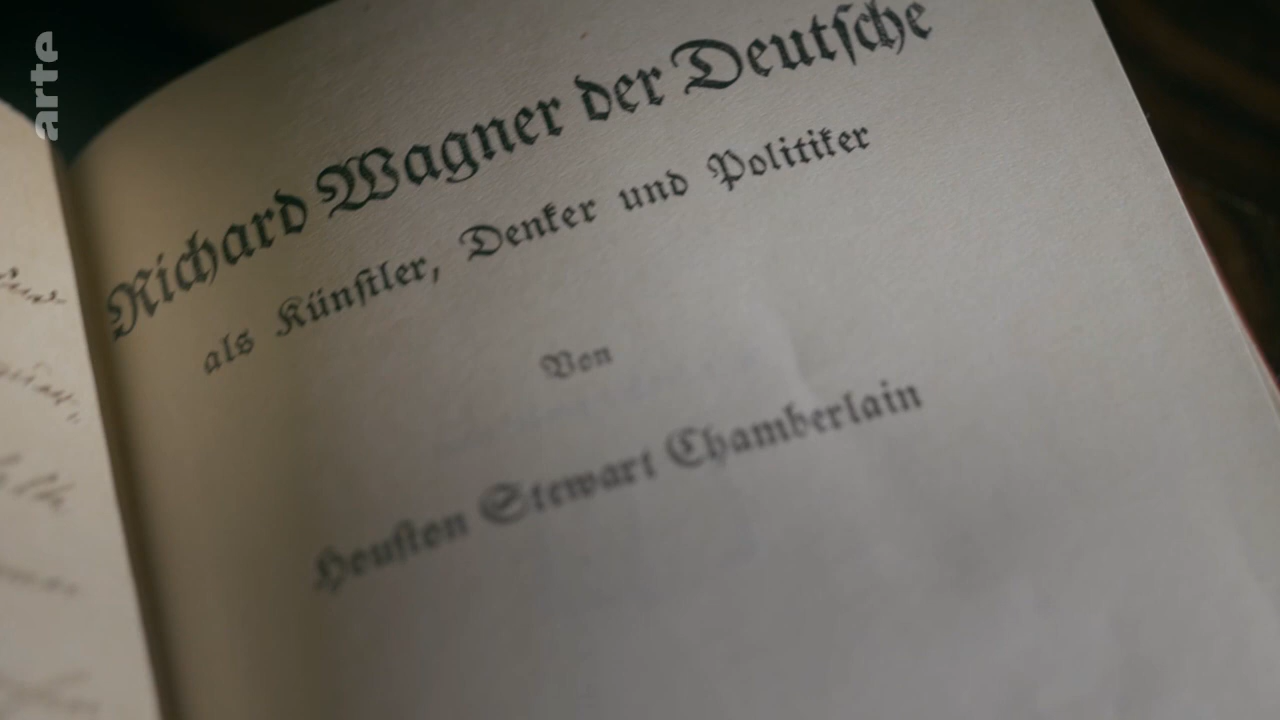 arte
Richard Wagner der Deutsche
als Künstler, Denker und Politiker
Von
Houston Stewart Chamberlain